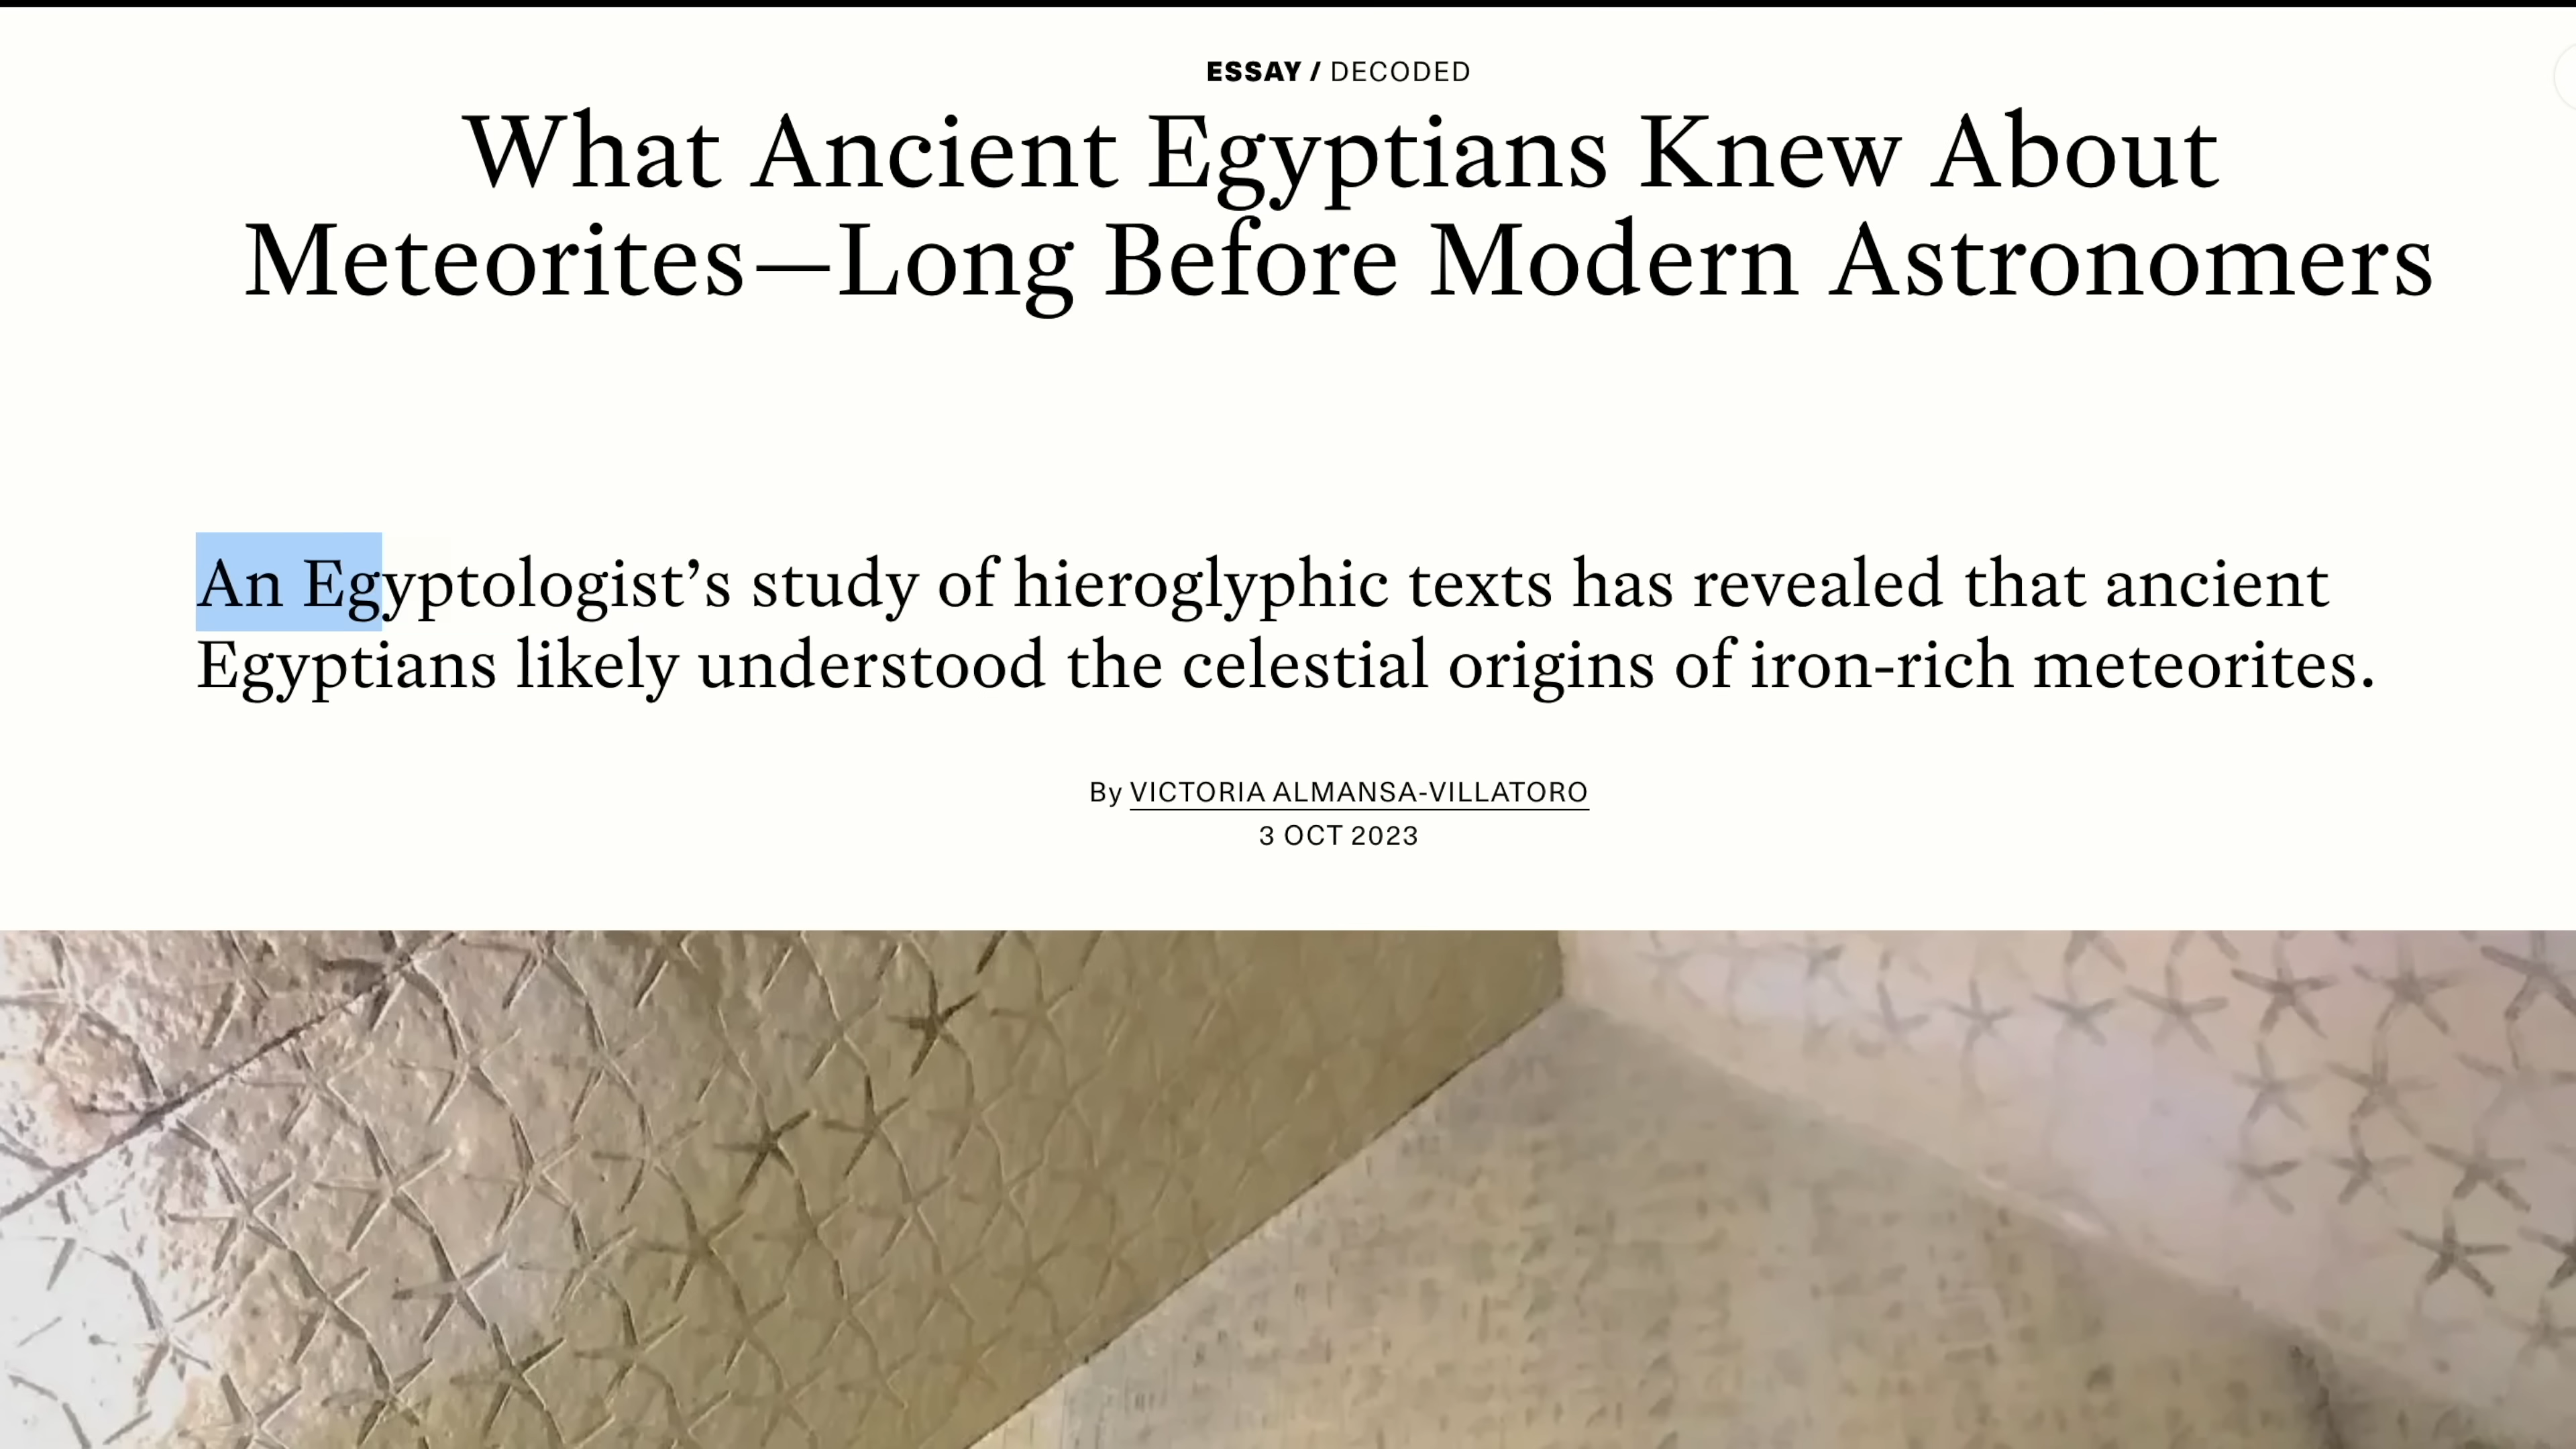 ESSAY / DECODED
What Ancient Egyptians Knew About
Meteorites—Long Before Modern Astronomers
An Egyptologist’s study of hieroglyphic texts has revealed that ancient
Egyptians likely understood the celestial origins of iron-rich meteorites.
By VICTORIA ALMANSA-VILLATORO
3 OCT 2023